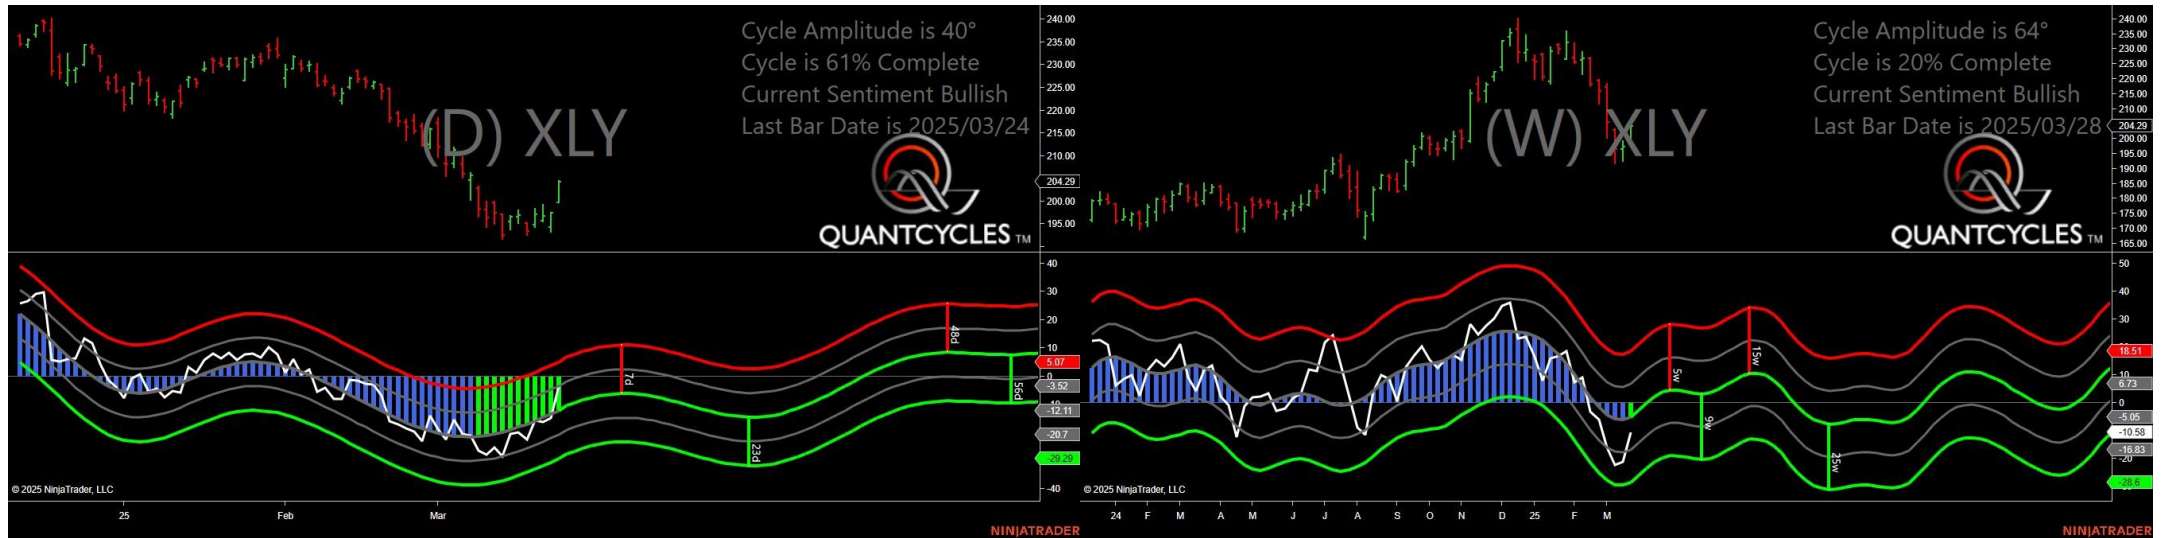 Cycle Amplitude is 40°
Cycle is 61% Complete
Current Sentiment Bullish
Last Bar Date is 2025/03/24
(D) XLY
QUANTCYCLES TM
240.00
235.00
230.00
225.00
220.00
215.00
210.00
204.29
200.00
195.00
40
30
20
10
5.07
0
-3.52
-12.11
-20.7
-29.29
-40
7d
23d
48d
56d
© 2025 NinjaTrader, LLC
25 Feb Mar
NINJATRADER
Cycle Amplitude is 64°
Cycle is 20% Complete
Current Sentiment Bullish
Last Bar Date is 2025/03/28
(W) XLY
QUANTCYCLES TM
240.00
235.00
230.00
225.00
220.00
215.00
210.00
204.29
200.00
195.00
190.00
185.00
180.00
175.00
170.00
165.00
50
40
30
18.51
6.73
0
-5.05
-10.58
-16.83
-20
-28.6
5w
9w
15w
25w
© 2025 NinjaTrader, LLC
24 F M A M J J A S O N D 25 F M
NINJATRADER